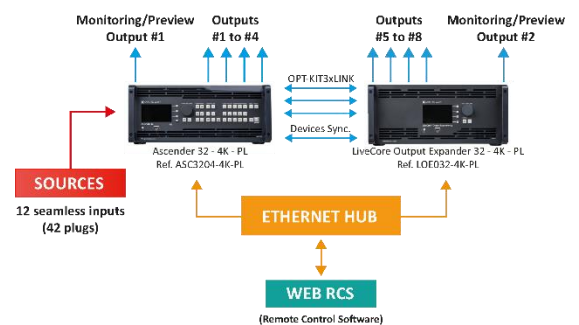 Monitoring/Preview
Output #1
Outputs
#1 to #4
Outputs
#5 to #8
Monitoring/Preview
Output #2
OPT-KIT3xLINK
Devices Sync.
Ascender 32 - 4K - PL
Ref. ASC3204-4K-PL
LiveCore Output Expander 32 - 4K - PL
Ref. LOE032-4K-PL
SOURCES
12 seamless inputs
(42 plugs)
ETHERNET HUB
WEB RCS
(Remote Control Software)